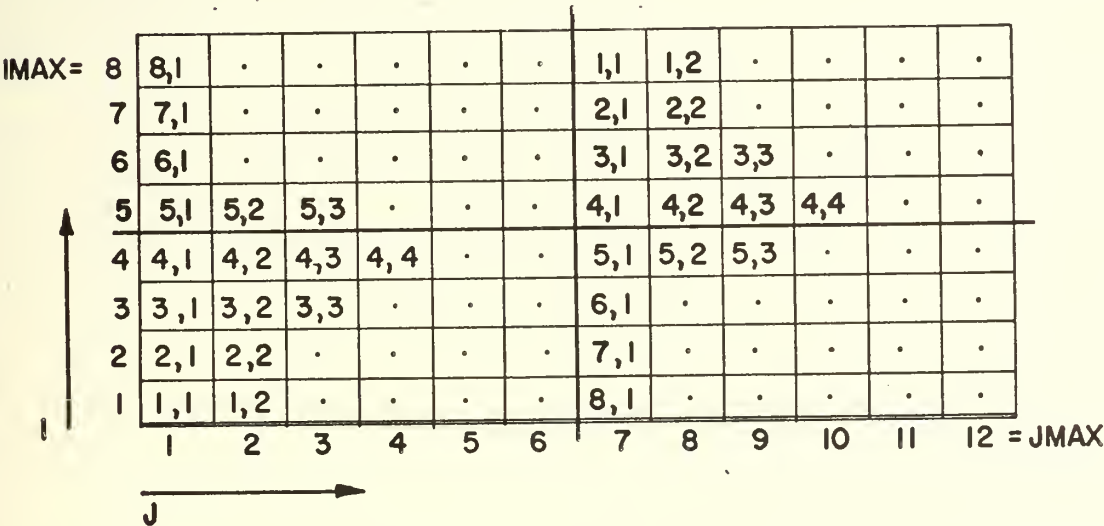 IMAX= 8 8,1 · · · · · 1,1 1,2 · · · ·
7 7,1 · · · · · 2,1 2,2 · · · ·
6 6,1 · · · · · 3,1 3,2 3,3 · · ·
5 5,1 5,2 5,3 · · · 4,1 4,2 4,3 4,4 · ·
4 4,1 4,2 4,3 4,4 · · 5,1 5,2 5,3 · · ·
3 3,1 3,2 3,3 · · · 6,1 · · · · ·
2 2,1 2,2 · · · · 7,1 · · · · ·
1 1,1 1,2 · · · · 8,1 · · · · ·
I
1 2 3 4 5 6 7 8 9 10 11 12 = JMAX
J